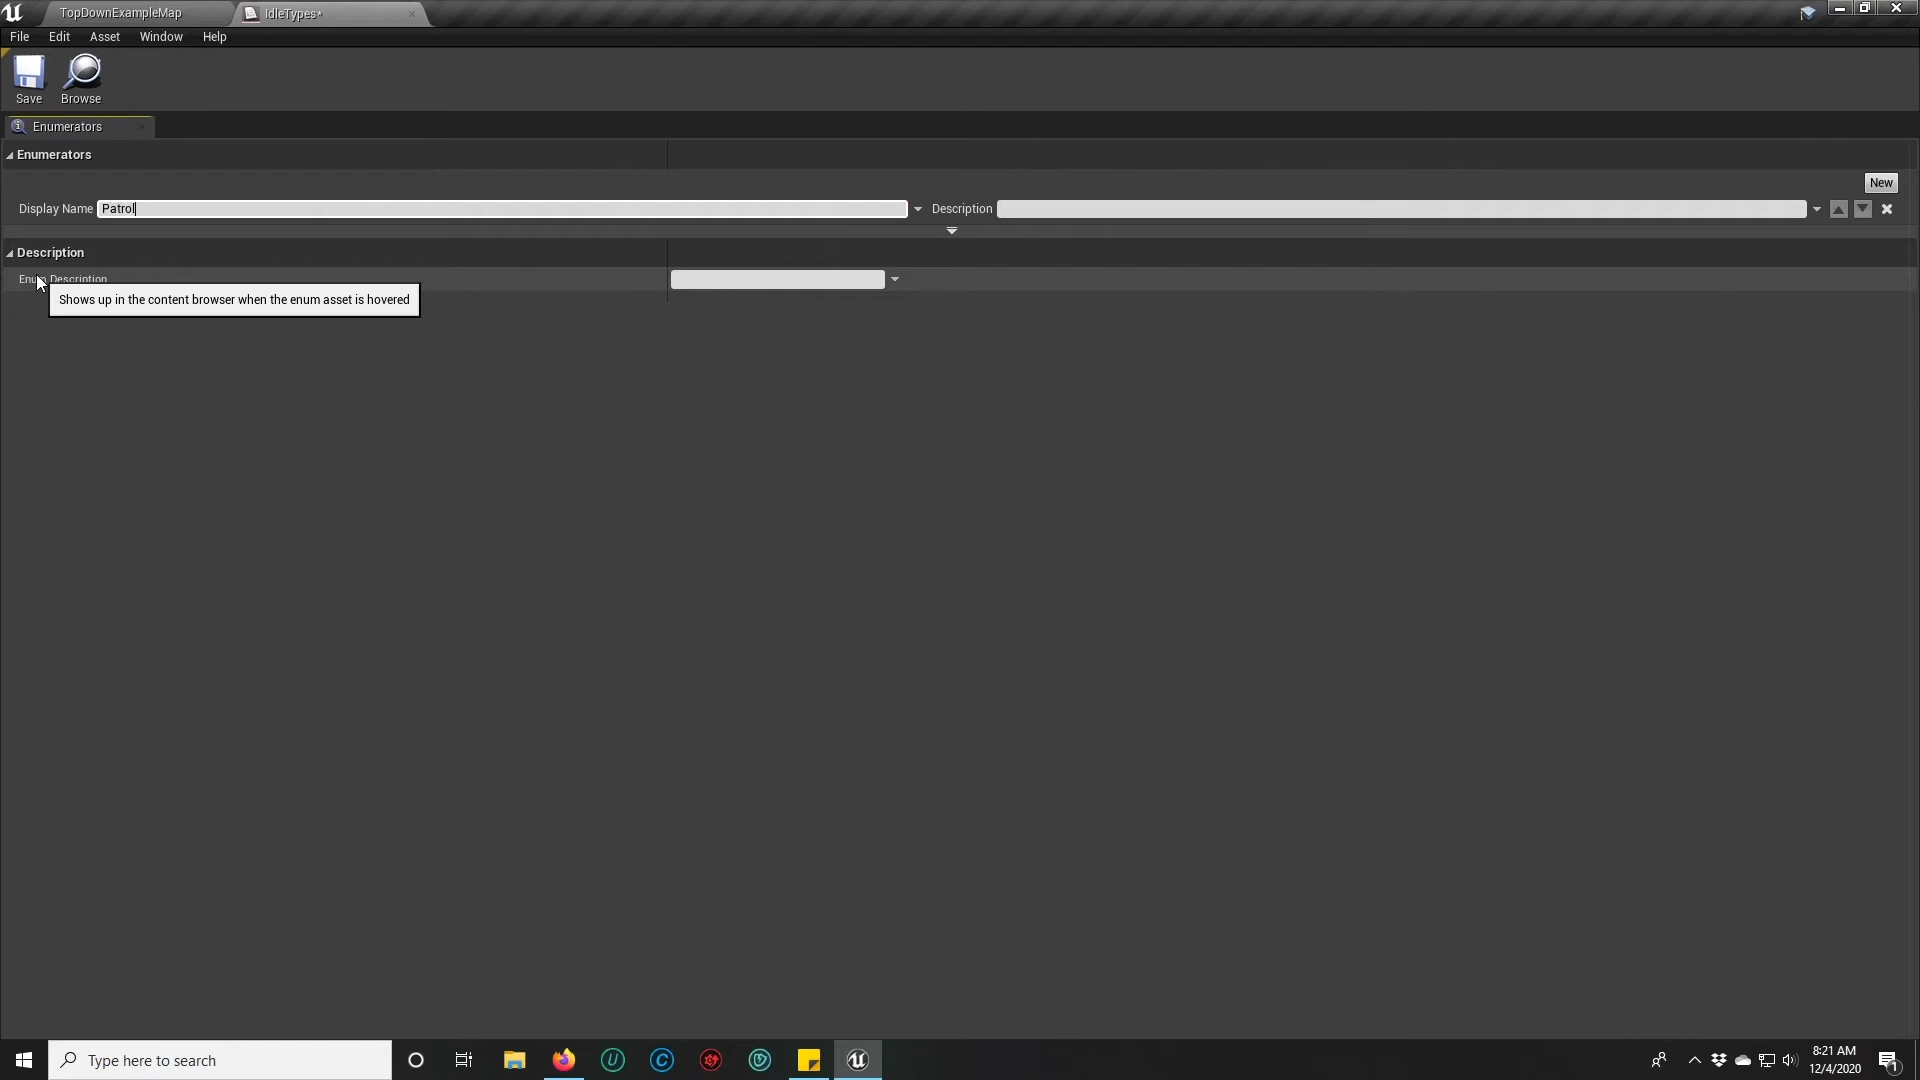 TopDownExampleMap
IdleTypes*
File Edit Asset Window Help
Save Browse
Enumerators
Enumerators
New
Display Name Patrol Description
Description
Enum Description
Shows up in the content browser when the enum asset is hovered
Type here to search
8:21 AM
12/4/2020
1